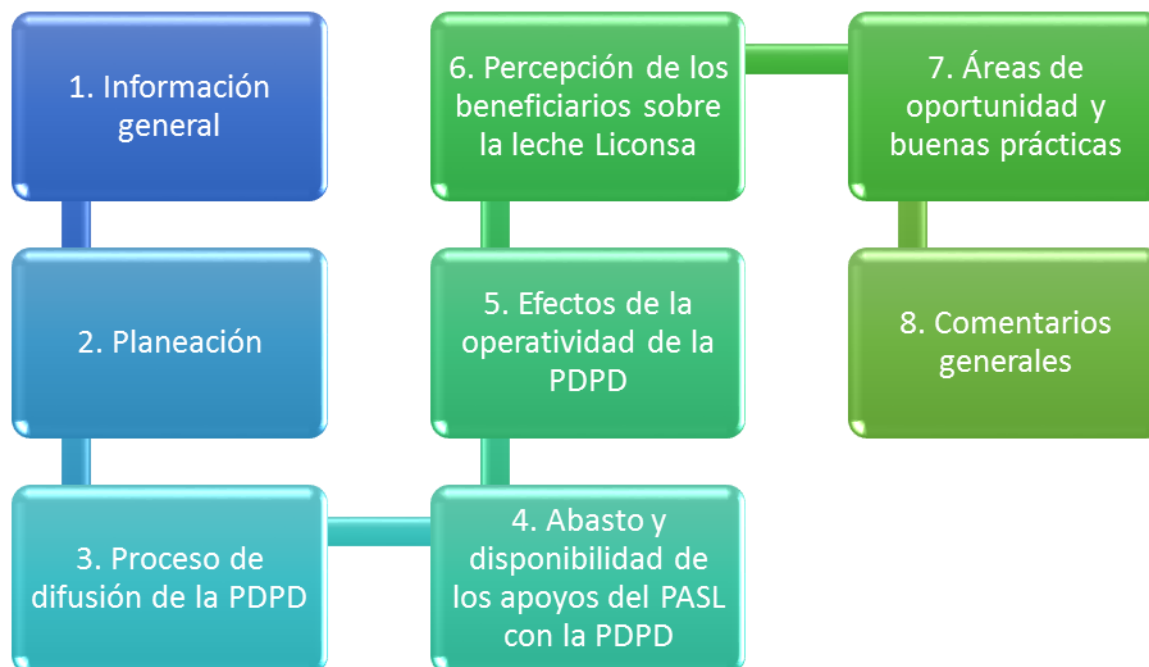 1. Información
general
2. Planeación
3. Proceso de
difusión de la PDPD
4. Abasto y
disponibilidad de
los apoyos del PASL
con la PDPD
5. Efectos de la
operatividad de la
PDPD
6. Percepción de los
beneficiarios sobre
la leche Liconsa
7. Áreas de
oportunidad y
buenas prácticas
8. Comentarios
generales